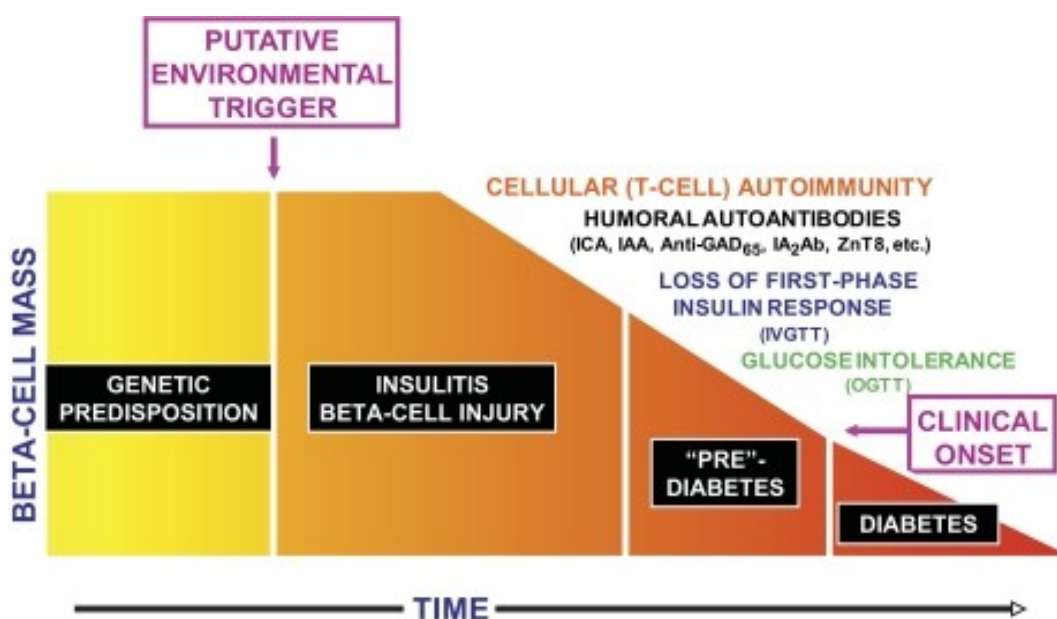 PUTATIVE
ENVIRONMENTAL
TRIGGER
CELLULAR (T-CELL) AUTOIMMUNITY
HUMORAL AUTOANTIBODIES
(ICA, IAA, Anti-GAD₆₅, IA₂Ab, ZnT8, etc.)
LOSS OF FIRST-PHASE
INSULIN RESPONSE
(IVGTT)
GLUCOSE INTOLERANCE
(OGTT)
CLINICAL
ONSET
BETA-CELL MASS
GENETIC
PREDISPOSITION
INSULITIS
BETA-CELL INJURY
“PRE”-
DIABETES
DIABETES
TIME